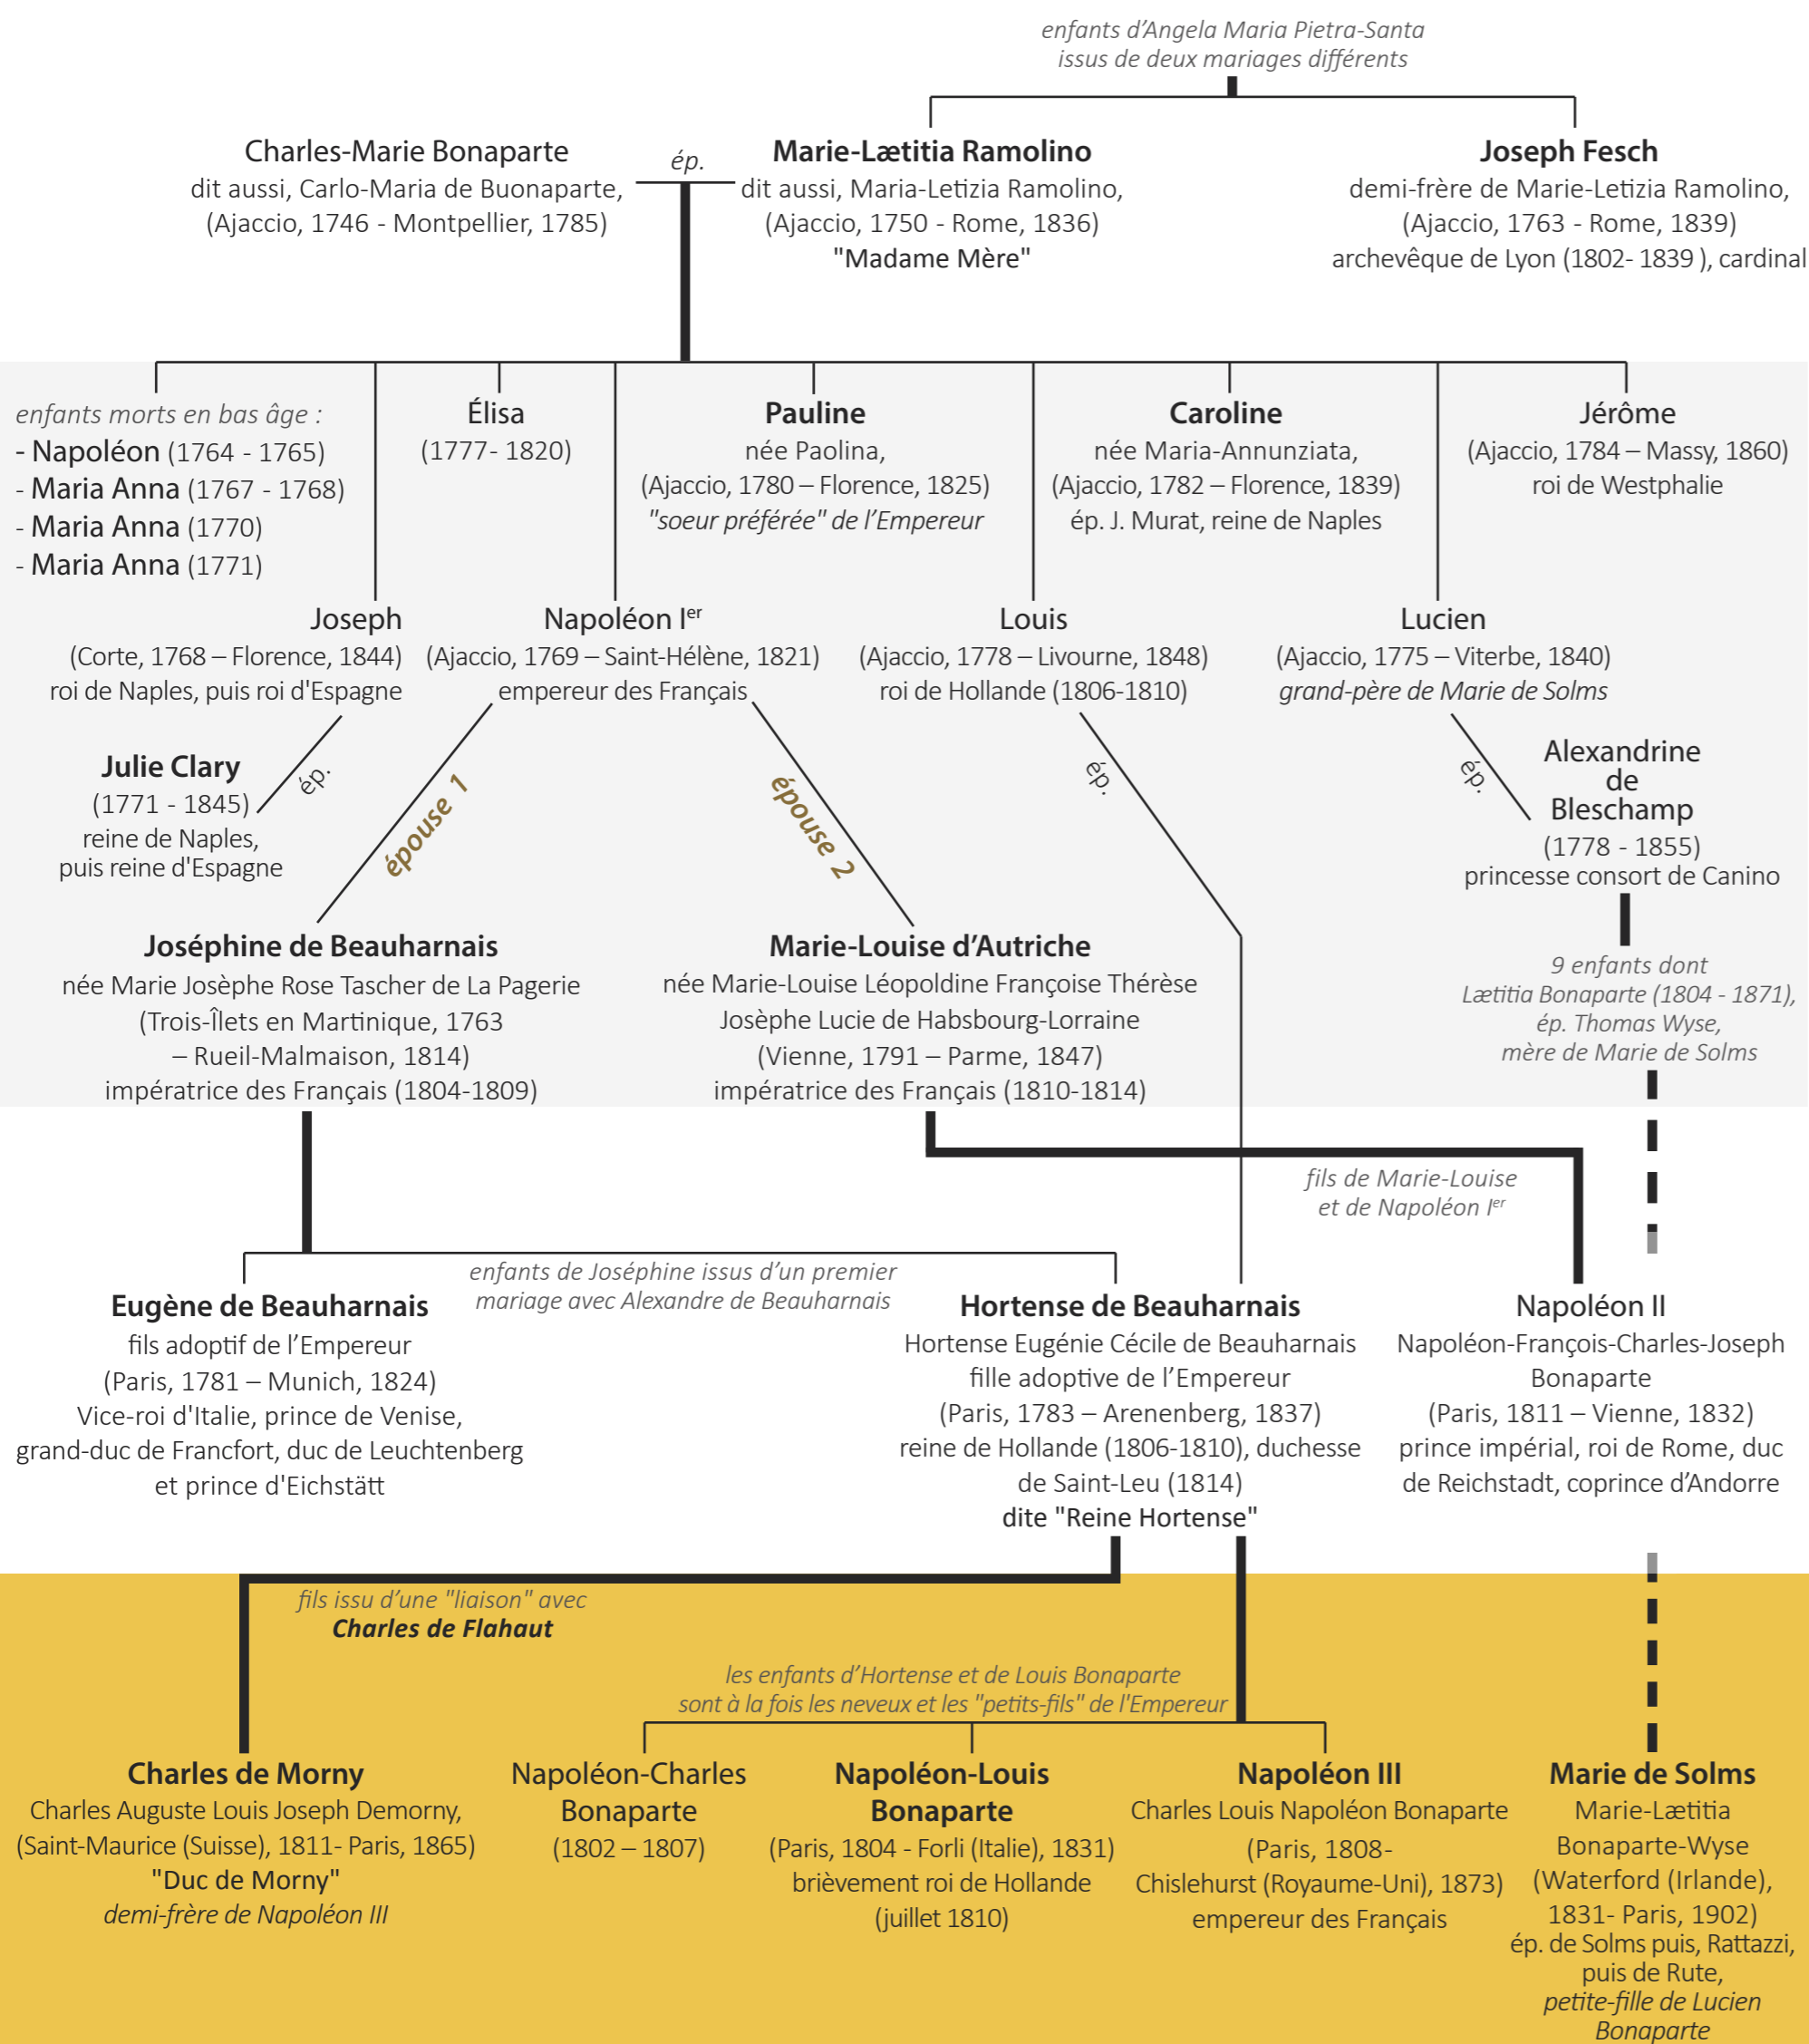 enfants d’Angela Maria Pietra-Santa
issus de deux mariages différents
Charles-Marie Bonaparte
dit aussi, Carlo-Maria de Buonaparte,
(Ajaccio, 1746 - Montpellier, 1785)
ép.
Marie-Lætitia Ramolino
dit aussi, Maria-Letizia Ramolino,
(Ajaccio, 1750 - Rome, 1836)
"Madame Mère"
Joseph Fesch
demi-frère de Marie-Letizia Ramolino,
(Ajaccio, 1763 - Rome, 1839)
archevêque de Lyon (1802- 1839 ), cardinal
enfants morts en bas âge :
- Napoléon (1764 - 1765)
- Maria Anna (1767 - 1768)
- Maria Anna (1770)
- Maria Anna (1771)
Élisa
(1777- 1820)
Pauline
née Paolina,
(Ajaccio, 1780 – Florence, 1825)
"soeur préférée" de l’Empereur
Caroline
née Maria-Annunziata,
(Ajaccio, 1782 – Florence, 1839)
ép. J. Murat, reine de Naples
Jérôme
(Ajaccio, 1784 – Massy, 1860)
roi de Westphalie
Joseph
(Corte, 1768 – Florence, 1844)
roi de Naples, puis roi d'Espagne
Napoléon Ier
(Ajaccio, 1769 – Saint-Hélène, 1821)
empereur des Français
Louis
(Ajaccio, 1778 – Livourne, 1848)
roi de Hollande (1806-1810)
Lucien
(Ajaccio, 1775 – Viterbe, 1840)
grand-père de Marie de Solms
Julie Clary
(1771 - 1845)
reine de Naples,
puis reine d'Espagne
ép.
épouse 1
épouse 2
ép.
ép.
Alexandrine
de
Bleschamp
(1778 - 1855)
princesse consort de Canino
Joséphine de Beauharnais
née Marie Josèphe Rose Tascher de La Pagerie
(Trois-Îlets en Martinique, 1763
– Rueil-Malmaison, 1814)
impératrice des Français (1804-1809)
Marie-Louise d’Autriche
née Marie-Louise Léopoldine Françoise Thérèse
Josèphe Lucie de Habsbourg-Lorraine
(Vienne, 1791 – Parme, 1847)
impératrice des Français (1810-1814)
9 enfants dont
Lætitia Bonaparte (1804 - 1871),
ép. Thomas Wyse,
mère de Marie de Solms
fils de Marie-Louise
et de Napoléon Ier
enfants de Joséphine issus d’un premier
mariage avec Alexandre de Beauharnais
Eugène de Beauharnais
fils adoptif de l’Empereur
(Paris, 1781 – Munich, 1824)
Vice-roi d'Italie, prince de Venise,
grand-duc de Francfort, duc de Leuchtenberg
et prince d'Eichstätt
Hortense de Beauharnais
Hortense Eugénie Cécile de Beauharnais
fille adoptive de l’Empereur
(Paris, 1783 – Arenenberg, 1837)
reine de Hollande (1806-1810), duchesse
de Saint-Leu (1814)
dite "Reine Hortense"
Napoléon II
Napoléon-François-Charles-Joseph
Bonaparte
(Paris, 1811 – Vienne, 1832)
prince impérial, roi de Rome, duc
de Reichstadt, coprince d’Andorre
fils issu d’une "liaison" avec
Charles de Flahaut
les enfants d’Hortense et de Louis Bonaparte
sont à la fois les neveux et les "petits-fils" de l'Empereur
Charles de Morny
Charles Auguste Louis Joseph Demorny,
(Saint-Maurice (Suisse), 1811- Paris, 1865)
"Duc de Morny"
demi-frère de Napoléon III
Napoléon-Charles
Bonaparte
(1802 – 1807)
Napoléon-Louis
Bonaparte
(Paris, 1804 - Forli (Italie), 1831)
brièvement roi de Hollande
(juillet 1810)
Napoléon III
Charles Louis Napoléon Bonaparte
(Paris, 1808-
Chislehurst (Royaume-Uni), 1873)
empereur des Français
Marie de Solms
Marie-Lætitia
Bonaparte-Wyse
(Waterford (Irlande),
1831- Paris, 1902)
ép. de Solms puis, Rattazzi,
puis de Rute,
petite-fille de Lucien
Bonaparte